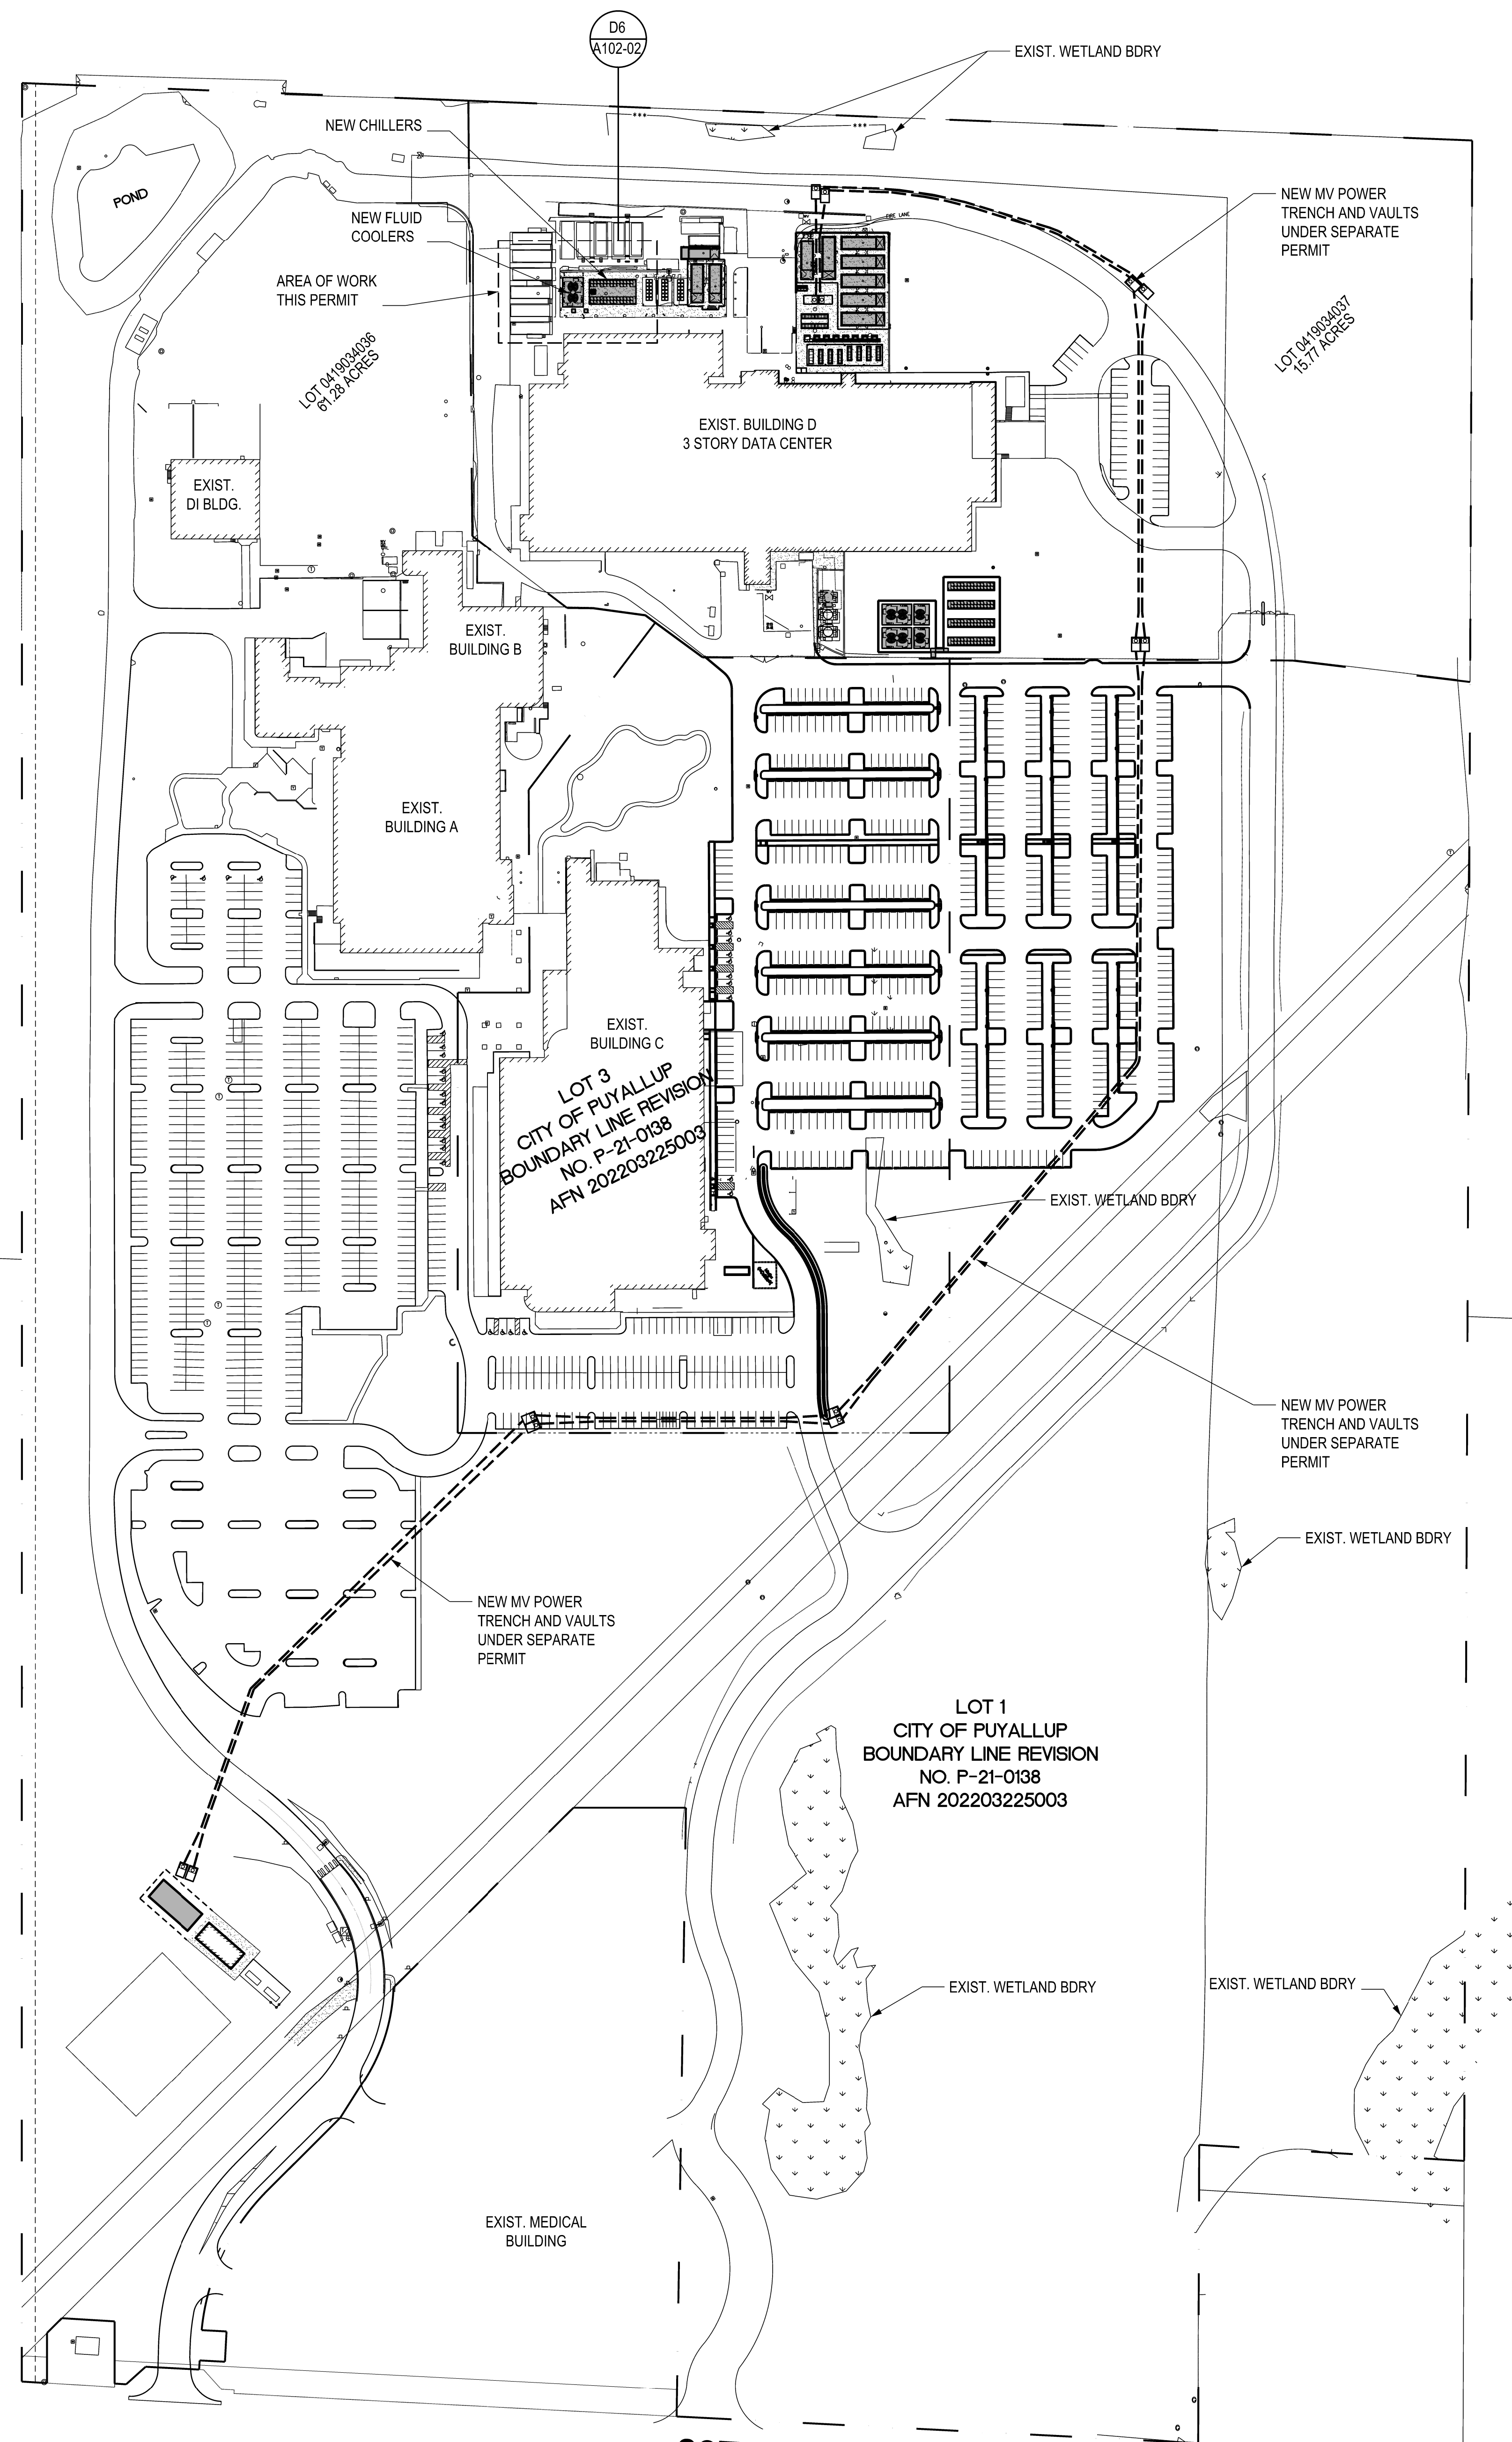 D6
A102-02
EXIST. WETLAND BDRY
NEW CHILLERS
POND
NEW FLUID
COOLERS
FIRE LANE
NEW MV POWER
TRENCH AND VAULTS
UNDER SEPARATE
PERMIT
AREA OF WORK
THIS PERMIT
LOT 0419034036
61.28 ACRES
LOT 0419034037
15.77 ACRES
EXIST. BUILDING D
3 STORY DATA CENTER
EXIST.
DI BLDG.
EXIST.
BUILDING B
EXIST.
BUILDING A
EXIST.
BUILDING C
LOT 3
CITY OF PUYALLUP
BOUNDARY LINE REVISION
NO. P-21-0138
AFN 202203225003
EXIST. WETLAND BDRY
NEW MV POWER
TRENCH AND VAULTS
UNDER SEPARATE
PERMIT
EXIST. WETLAND BDRY
NEW MV POWER
TRENCH AND VAULTS
UNDER SEPARATE
PERMIT
LOT 1
CITY OF PUYALLUP
BOUNDARY LINE REVISION
NO. P-21-0138
AFN 202203225003
EXIST. WETLAND BDRY
EXIST. WETLAND BDRY
EXIST. MEDICAL
BUILDING